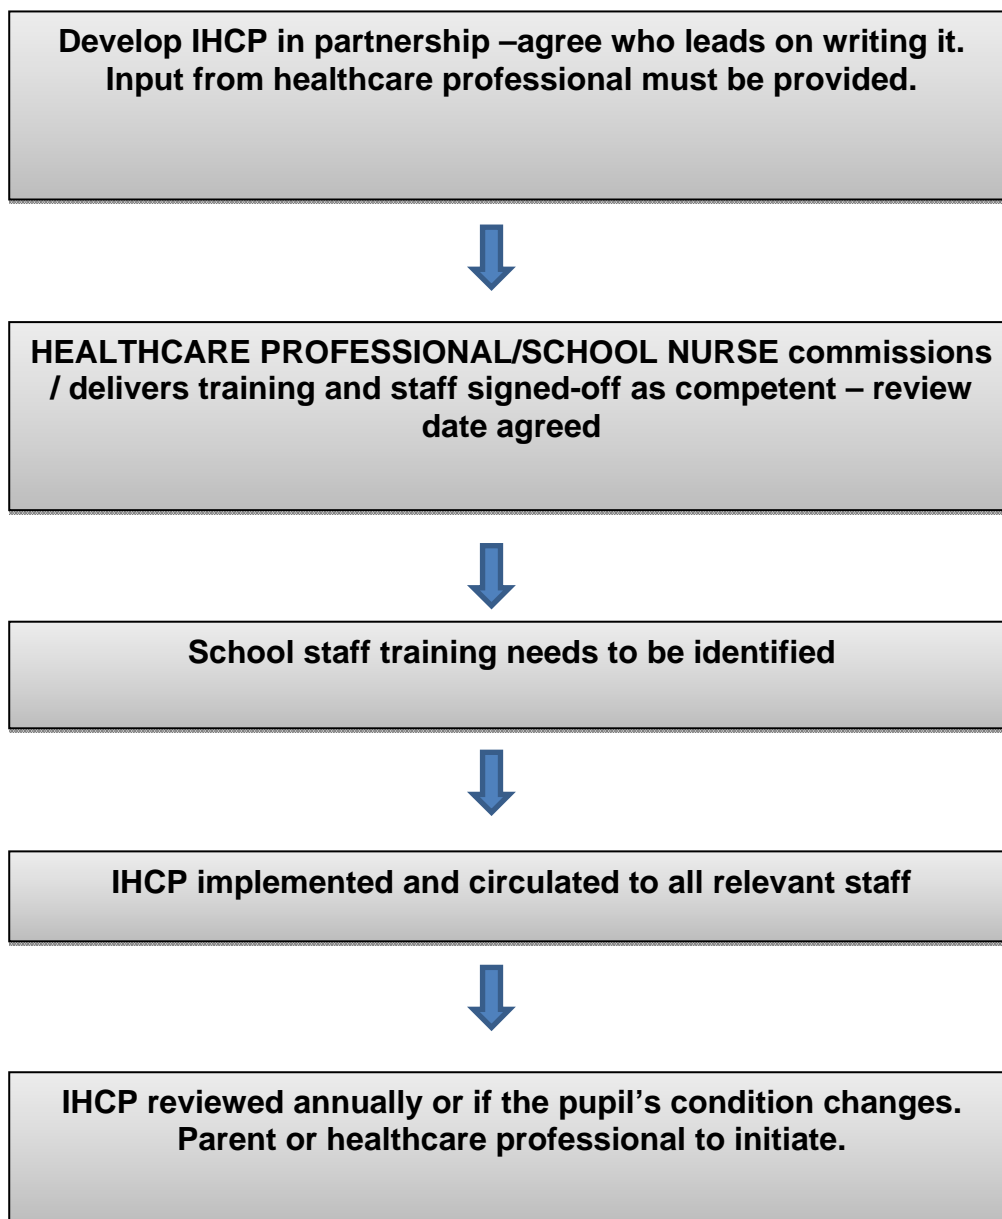 Develop IHCP in partnership –agree who leads on writing it.
Input from healthcare professional must be provided.
HEALTHCARE PROFESSIONAL/SCHOOL NURSE commissions
/ delivers training and staff signed-off as competent – review
date agreed
School staff training needs to be identified
IHCP implemented and circulated to all relevant staff
IHCP reviewed annually or if the pupil’s condition changes.
Parent or healthcare professional to initiate.